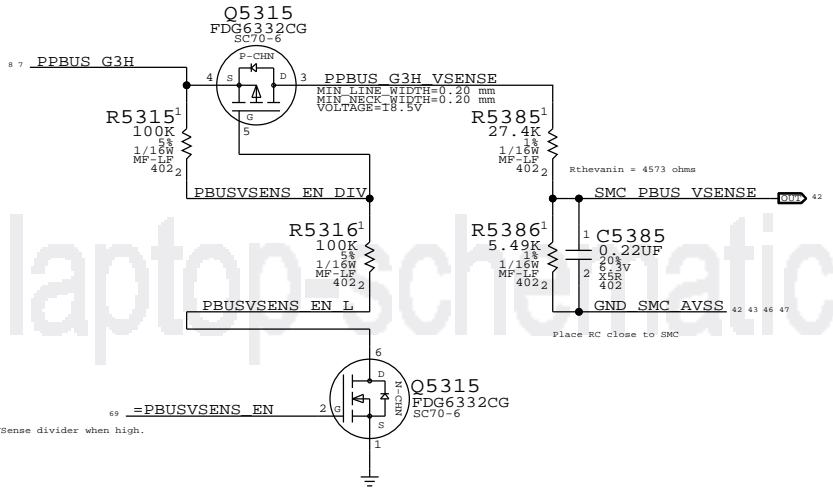 Q5315
FDG6332CG
SC70-6
P-CHN
8 7 PPBUS_G3H
4 S D 3
G
5
PPBUS_G3H_VSENSE
MIN_LINE_WIDTH=0.20 mm
MIN_NECK_WIDTH=0.20 mm
VOLTAGE=18.5V
R5315 1
100K
5%
1/16W
MF-LF
402 2
R5385 1
27.4K
1%
1/16W
MF-LF
402 2
Rthevanin = 4573 ohms
PBUSVSENS_EN_DIV
SMC_PBUS_VSENSE
OUT 42
R5316 1
100K
5%
1/16W
MF-LF
402 2
R5386 1
5.49K
1%
1/16W
MF-LF
402 2
1 C5385
0.22UF
20%
6.3V
2 X5R
402
PBUSVSENS_EN_L
GND_SMC_AVSS 42 43 46 47
Place RC close to SMC
laptop-schematic
6
D
N-CHN
Q5315
FDG6332CG
SC70-6
69 =PBUSVSENS_EN
2 G
S
1
Sense divider when high.